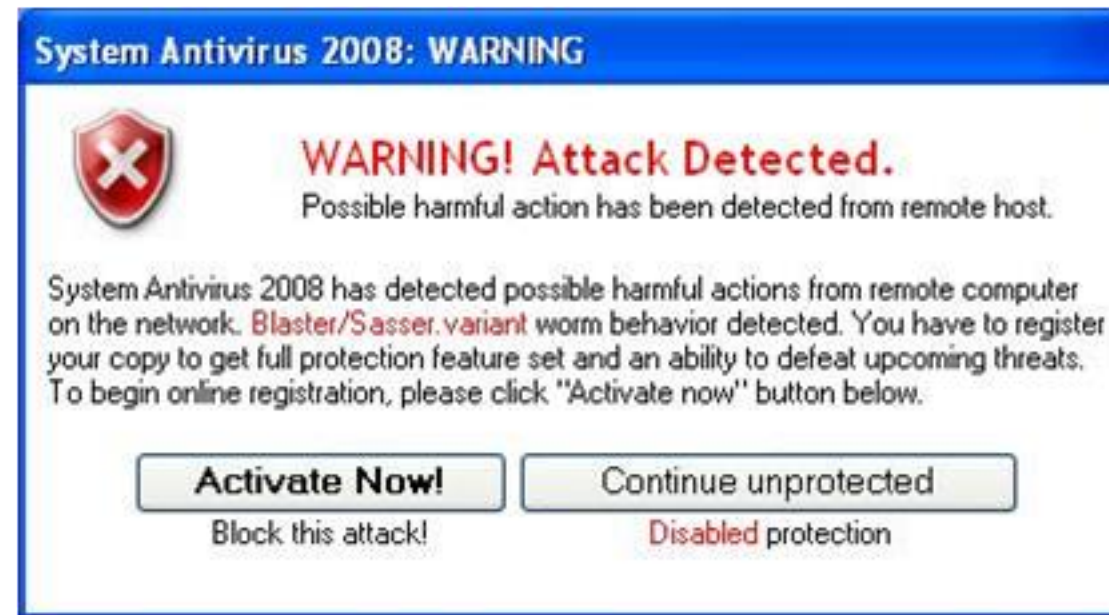 System Antivirus 2008: WARNING
WARNING! Attack Detected.
Possible harmful action has been detected from remote host.
System Antivirus 2008 has detected possible harmful actions from remote computer
on the network. Blaster/Sasser.variant worm behavior detected. You have to register
your copy to get full protection feature set and an ability to defeat upcoming threats.
To begin online registration, please click "Activate now" button below.
Activate Now!
Continue unprotected
Block this attack!
Disabled protection